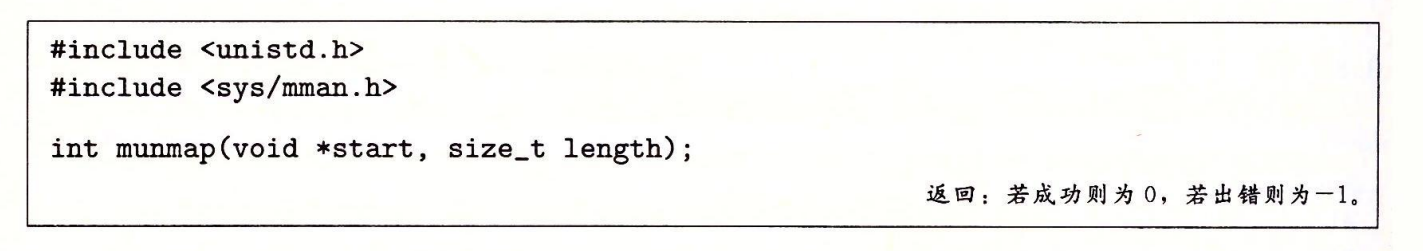 #include <unistd.h>
#include <sys/mman.h>
int munmap(void *start, size_t length);
返回：若成功则为 0，若出错则为－1。